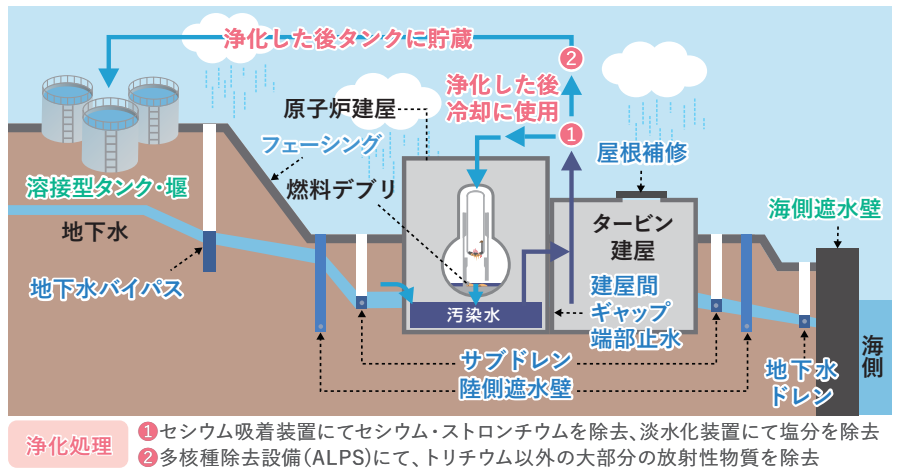 浄化した後タンクに貯蔵
2
浄化した後
冷却に使用
1
原子炉建屋
フェーシング
屋根補修
燃料デブリ
溶接型タンク・堰
海側遮水壁
地下水
タービン
建屋
地下水バイパス
建屋間
ギャップ
端部止水
汚染水
海側
サブドレン
陸側遮水壁
地下水
ドレン
浄化処理
1セシウム吸着装置にてセシウム・ストロンチウムを除去、淡水化装置にて塩分を除去
2多核種除去設備(ALPS)にて、トリチウム以外の大部分の放射性物質を除去